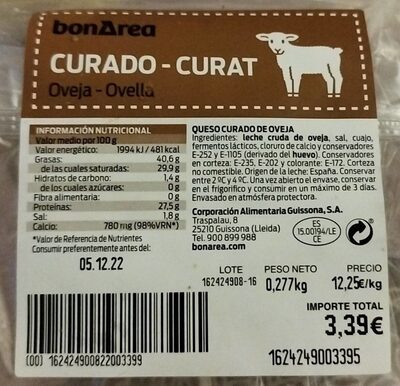 bonÀrea
CURADO - CURAT
Oveja - Ovella
INFORMACIÓN NUTRICIONAL
Valor medio por 100 g
Valor energético: 1994 kJ / 481 kcal
Grasas: 40,6 g
de las cuales saturadas: 29,9 g
Hidratos de carbono: 1,4 g
de los cuales azúcares: 0 g
Fibra alimentaria: 0 g
Proteínas: 27,5 g
Sal: 1,8 g
Calcio: 780 mg (98%VRN*)
*Valor de Referencia de Nutrientes
Consumir preferentemente antes del:
05.12.22
QUESO CURADO DE OVEJA
Ingredientes: leche cruda de oveja, sal, cuajo,
fermentos lácticos, cloruro de calcio y conservadores
E-252 y E-1105 (derivado del huevo). Conservadores
en corteza: E-235, E-202 y colorante: E-172. Corteza
no comestible. Origen de la leche: España. Conservar
entre 2 ºC y 4 ºC. Una vez abierto el envase, conservar
en el frigorífico y consumir en un máximo de 3 días.
Envasado en atmósfera protectora.
Corporación Alimentaria Guissona, S.A.
Traspalau, 8
25210 Guissona (Lleida)
Tel. 900 899 988
bonarea.com
ES
15.00194/LE
CE
LOTE PESO NETO PRECIO
162424908-16 0,277kg 12,25€/kg
IMPORTE TOTAL
3,39€
(00) 162424900822003399
1624249003395